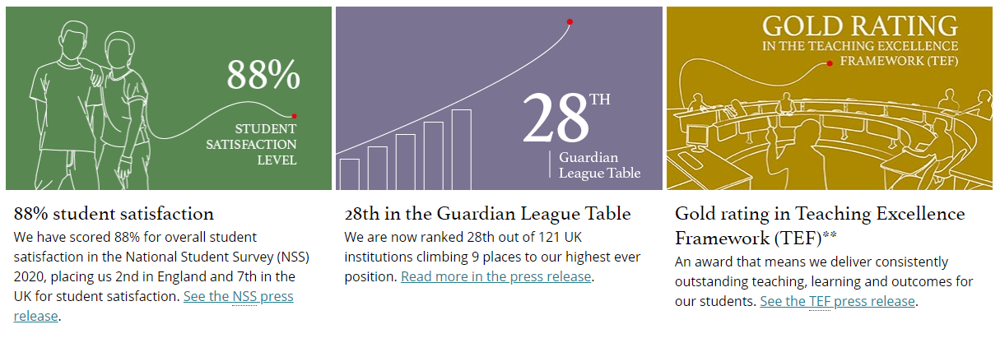 88%
STUDENT
SATISFACTION
LEVEL
88% student satisfaction
We have scored 88% for overall student
satisfaction in the National Student Survey (NSS)
2020, placing us 2nd in England and 7th in the
UK for student satisfaction. See the NSS press
release.
28TH
Guardian
League Table
28th in the Guardian League Table
We are now ranked 28th out of 121 UK
institutions climbing 9 places to our highest ever
position. Read more in the press release.
GOLD RATING
IN THE TEACHING EXCELLENCE
FRAMEWORK (TEF)
Gold rating in Teaching Excellence
Framework (TEF)**
An award that means we deliver consistently
outstanding teaching, learning and outcomes for
our students. See the TEF press release.